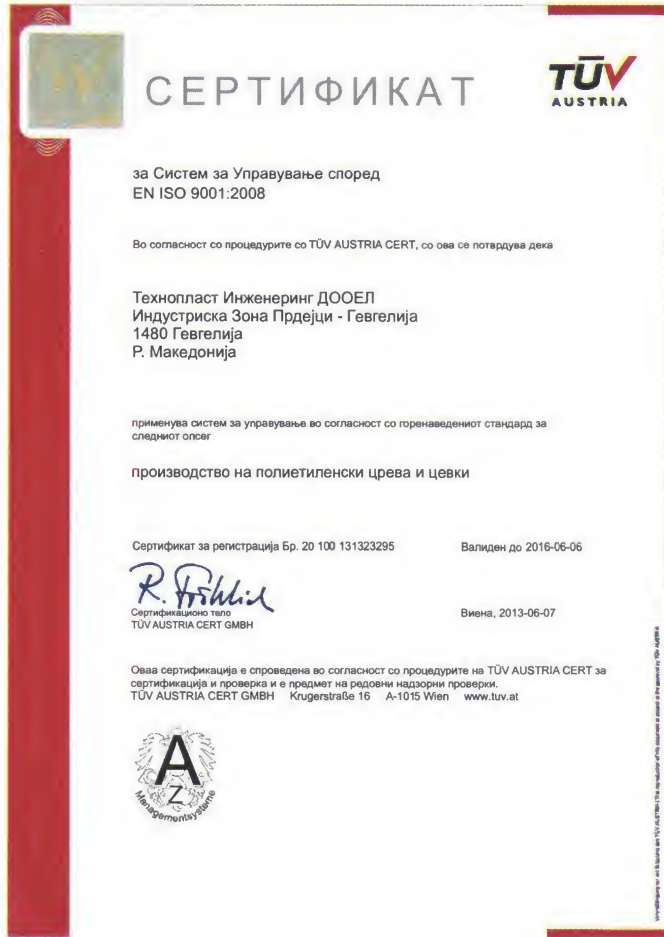 СЕРТИФИКАТ
TÜV
AUSTRIA
за Систем за Управување според
EN ISO 9001:2008
Во согласност со процедурите со TÜV AUSTRIA CERT, со ова се потврдува дека
Технопласт Инженеринг ДООЕЛ
Индустриска Зона Прдејци - Гевгелија
1480 Гевгелија
Р. Македонија
применува систем за управување во согласност со горенаведениот стандард за
следниот опсег
производство на полиетиленски црева и цевки
Сертификат за регистрација Бр. 20 100 131323295
Валиден до 2016-06-06
R. Fröhlich
Сертификационо тело
TÜV AUSTRIA CERT GMBH
Виена, 2013-06-07
Оваа сертификација е спроведена во согласност со процедурите на TÜV AUSTRIA CERT за
сертификација и проверка и е предмет на редовни надзорни проверки.
TÜV AUSTRIA CERT GMBH Krugerstraße 16 A-1015 Wien www.tuv.at
A
Z
Managementsysteme